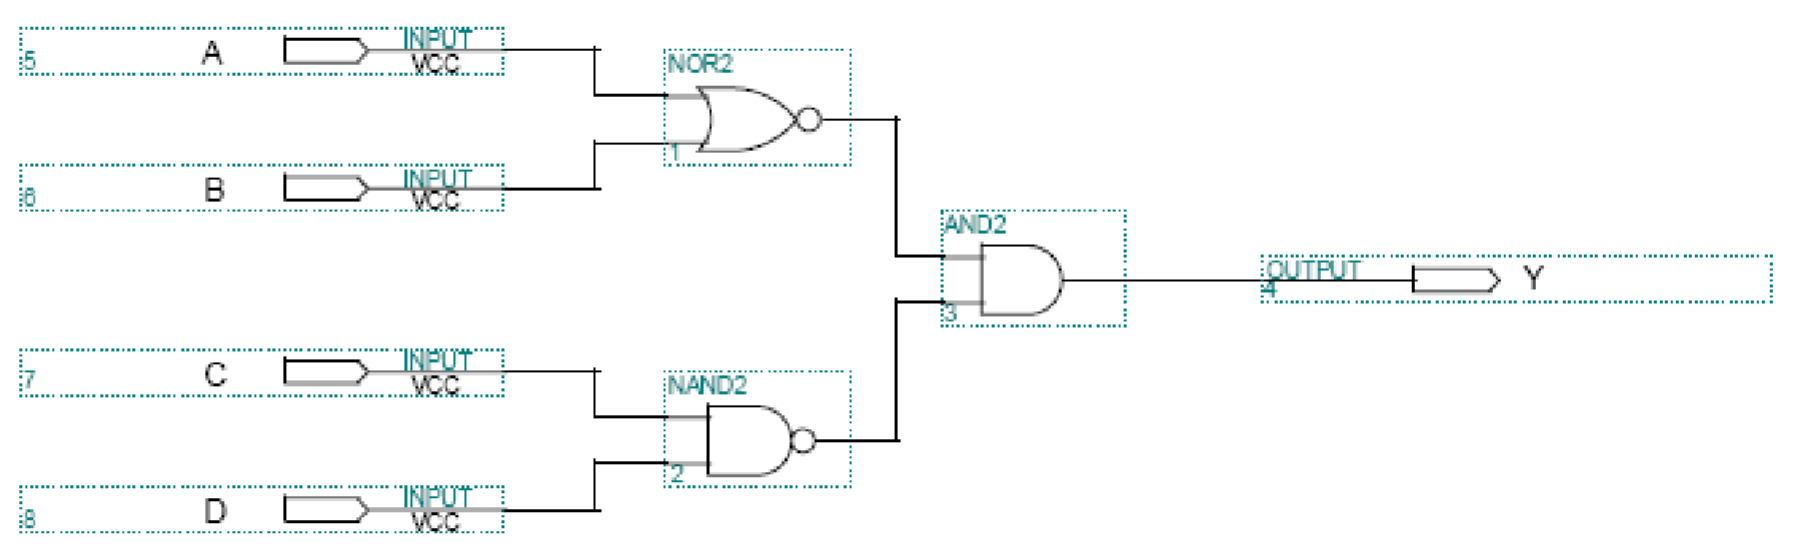 INPUT
5 A VCC
NOR2
1
INPUT
6 B VCC
AND2
3
OUTPUT
4 Y
INPUT
7 C VCC
NAND2
2
INPUT
8 D VCC